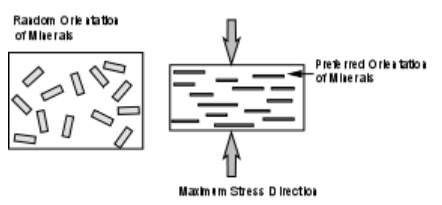 Random Orientation
of Minerals
Preferred Orientation
of Minerals
Maximum Stress Direction